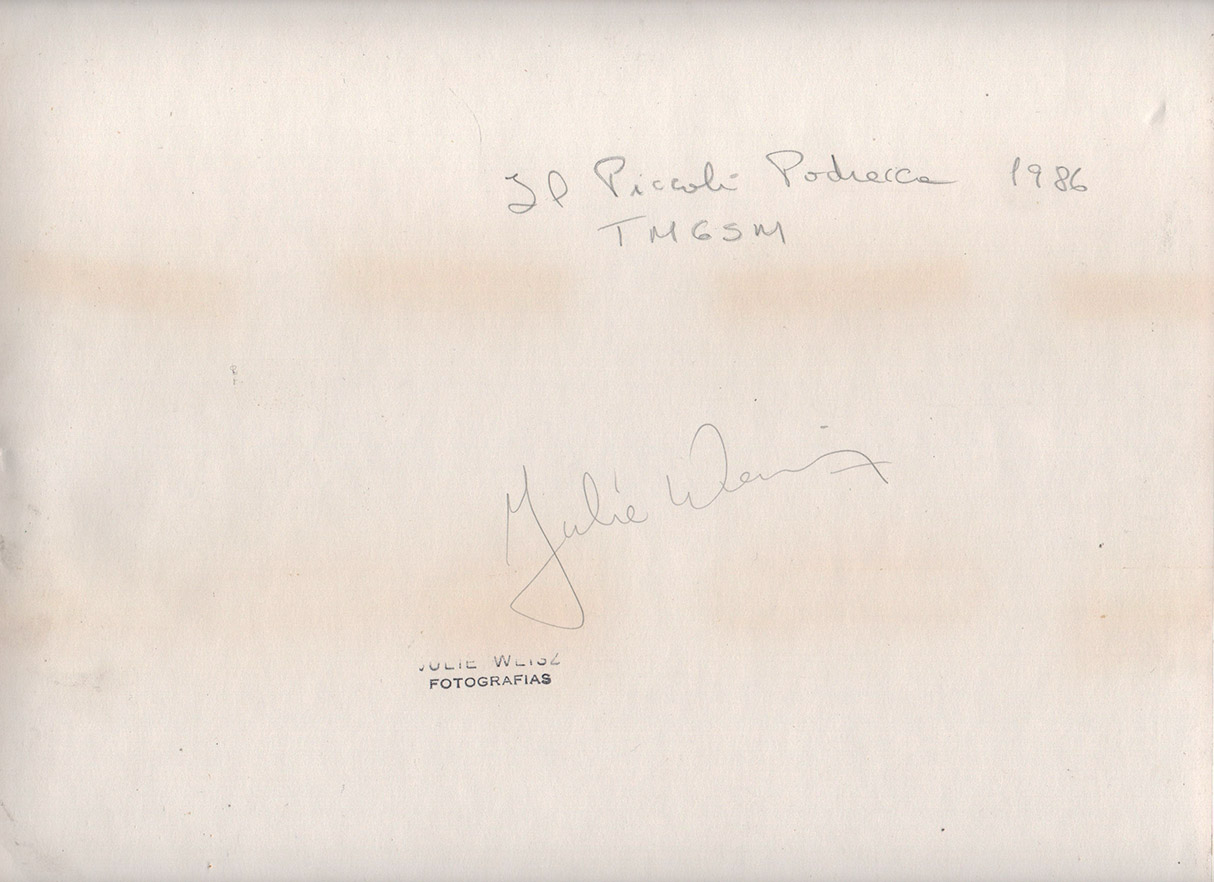 Il Piccoli Podrecca 1986
TMGSM
Julie Weisz
JULIE WEISZ
FOTOGRAFIAS